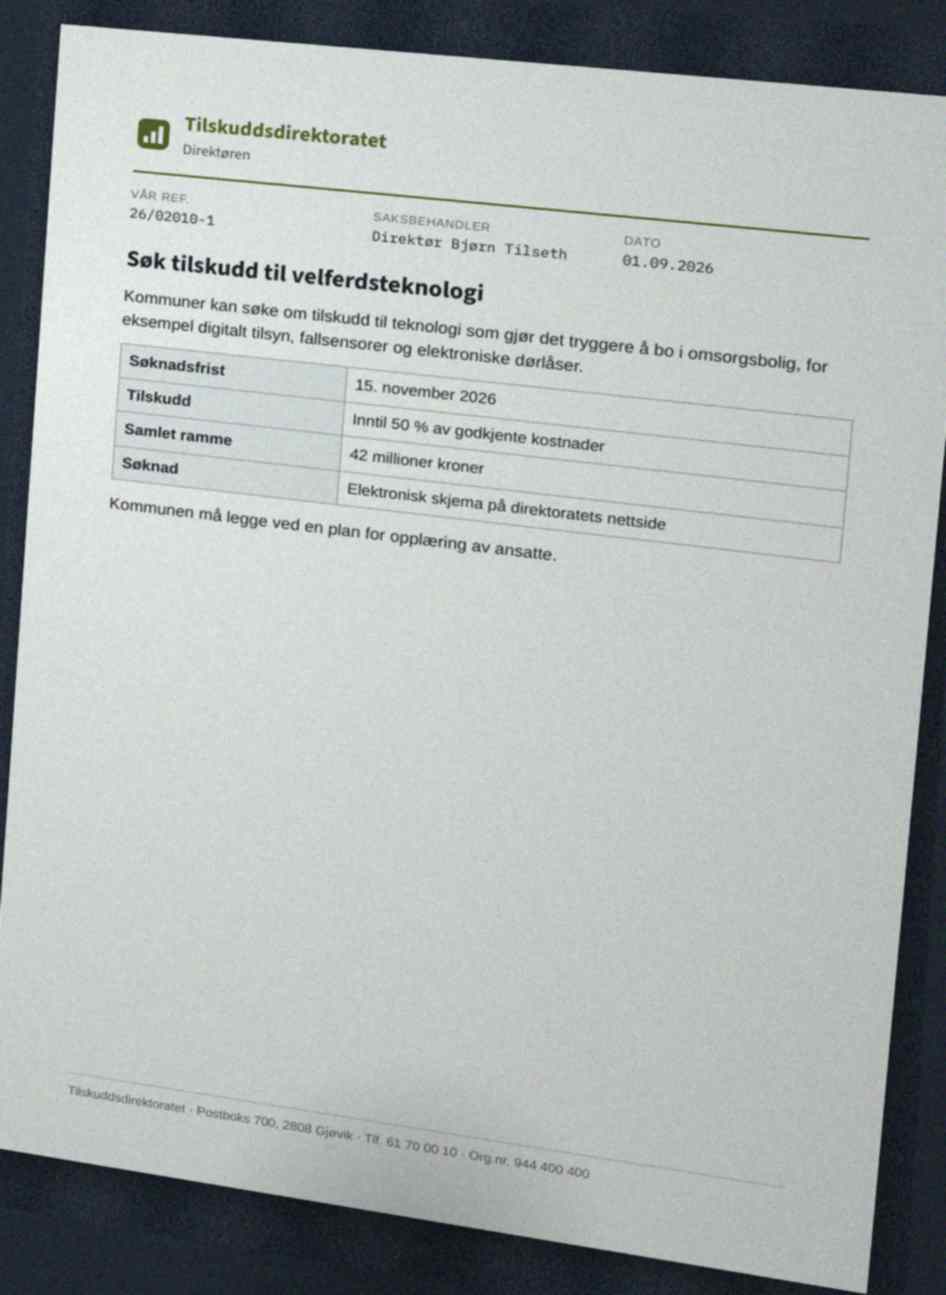 Tilskuddsdirektoratet
Direktøren
VÅR REF.
26/02010-1
SAKSBEHANDLER
Direktør Bjørn Tilseth
DATO
01.09.2026
Søk tilskudd til velferdsteknologi
Kommuner kan søke om tilskudd til teknologi som gjør det tryggere å bo i omsorgsbolig, for
eksempel digitalt tilsyn, fallsensorer og elektroniske dørlåser.
Søknadsfrist 15. november 2026
Tilskudd Inntil 50 % av godkjente kostnader
Samlet ramme 42 millioner kroner
Søknad Elektronisk skjema på direktoratets nettside
Kommunen må legge ved en plan for opplæring av ansatte.
Tilskuddsdirektoratet · Postboks 700, 2808 Gjøvik · Tlf. 61 70 00 10 · Org.nr. 944 400 400